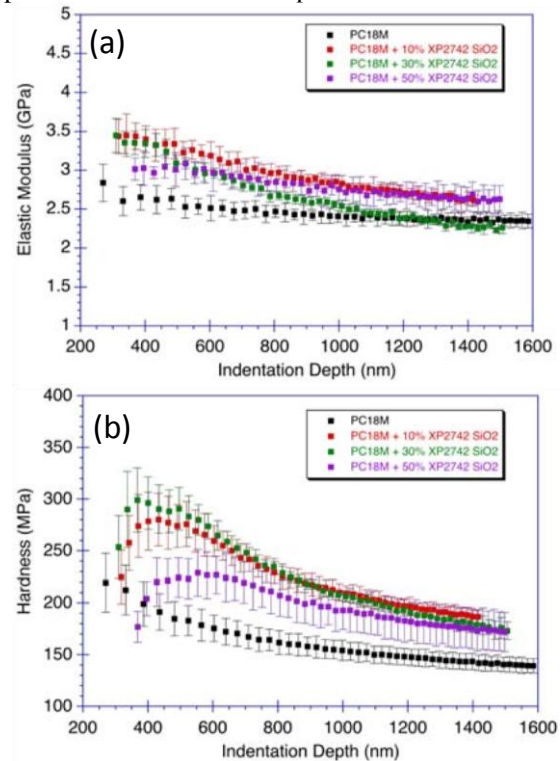 (a)
PC18M
PC18M + 10% XP2742 SiO2
PC18M + 30% XP2742 SiO2
PC18M + 50% XP2742 SiO2
Elastic Modulus (GPa)
5
4.5
4
3.5
3
2.5
2
1.5
1
200 400 600 800 1000 1200 1400 1600
Indentation Depth (nm)
(b)
PC18M
PC18M + 10% XP2742 SiO2
PC18M + 30% XP2742 SiO2
PC18M + 50% XP2742 SiO2
Hardness (MPa)
400
350
300
250
200
150
100
200 400 600 800 1000 1200 1400 1600
Indentation Depth (nm)